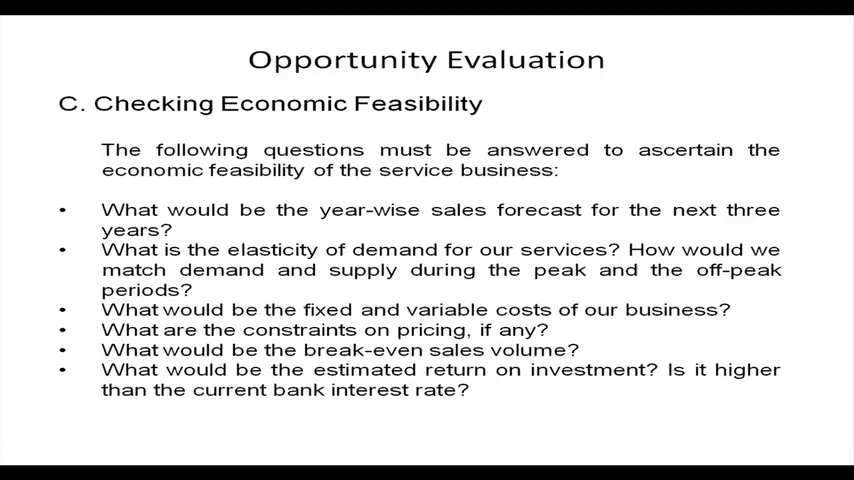 Opportunity Evaluation
C. Checking Economic Feasibility
The following questions must be answered to ascertain the
economic feasibility of the service business:
• What would be the year-wise sales forecast for the next three
years?
• What is the elasticity of demand for our services? How would we
match demand and supply during the peak and the off-peak
periods?
• What would be the fixed and variable costs of our business?
• What are the constraints on pricing, if any?
• What would be the break-even sales volume?
• What would be the estimated return on investment? Is it higher
than the current bank interest rate?